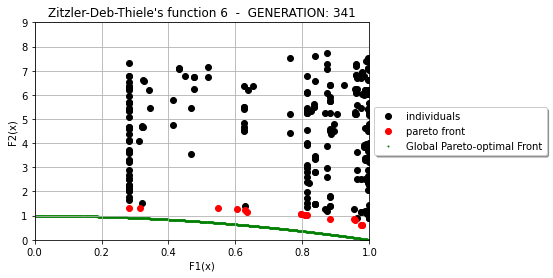 Zitzler-Deb-Thiele's function 6 - GENERATION: 341
9
8
7
6
5
4
3
2
1
0
F2(x)
0.0 0.2 0.4 0.6 0.8 1.0
F1(x)
individuals
pareto front
Global Pareto-optimal Front